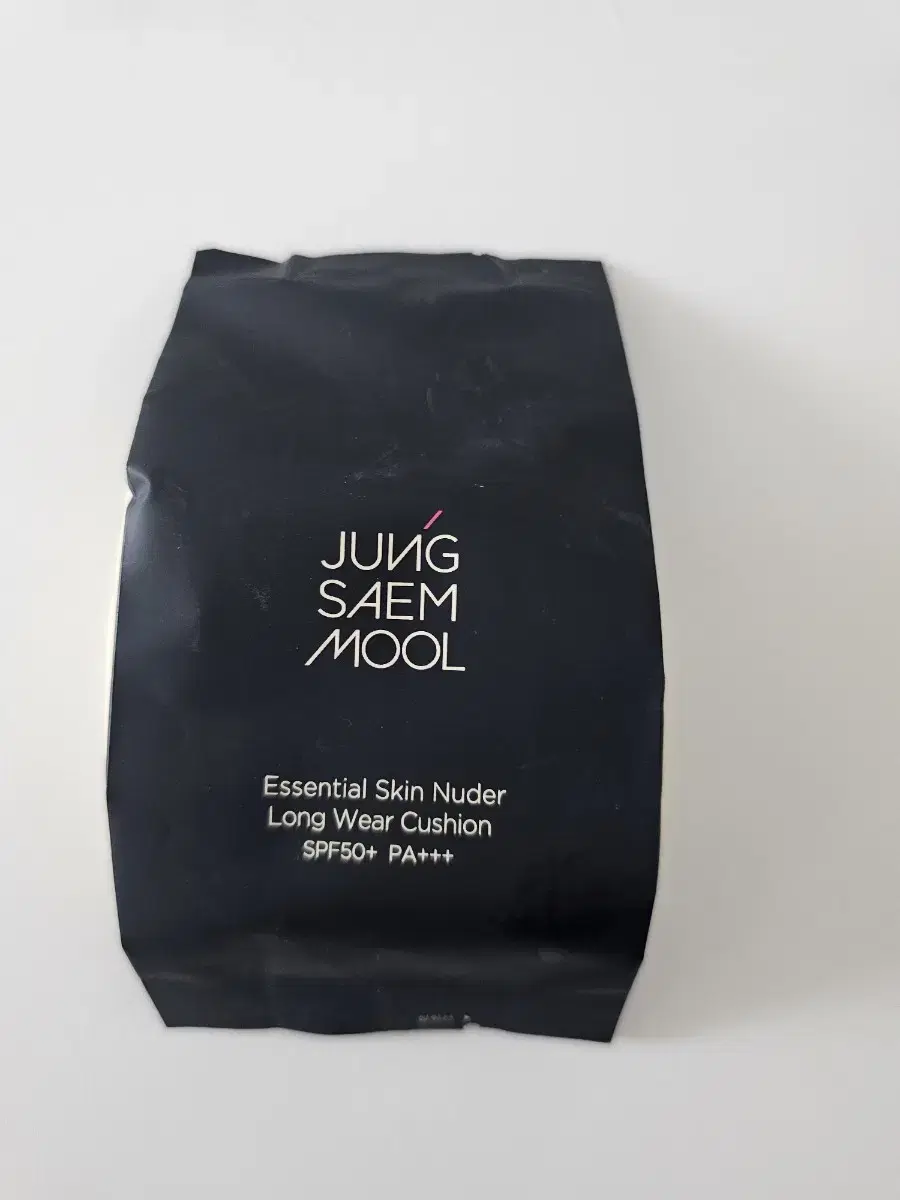 JUNG
SAEM
MOOL
Essential Skin Nuder
Long Wear Cushion
SPF50+ PA+++